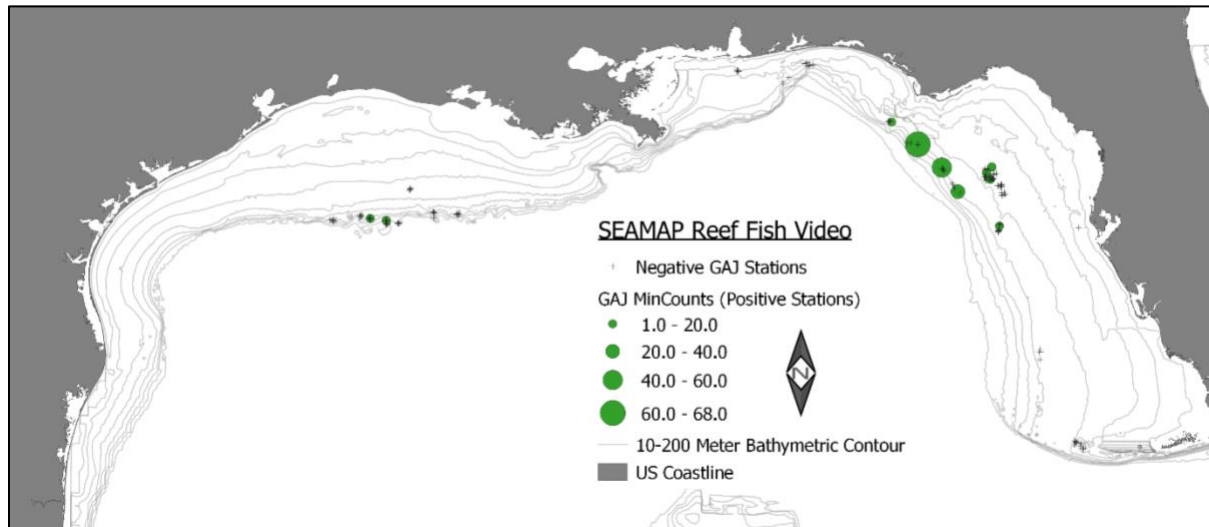 SEAMAP Reef Fish Video
Negative GAJ Stations
GAJ MinCounts (Positive Stations)
1.0 - 20.0
20.0 - 40.0
40.0 - 60.0
60.0 - 68.0
N
10-200 Meter Bathymetric Contour
US Coastline